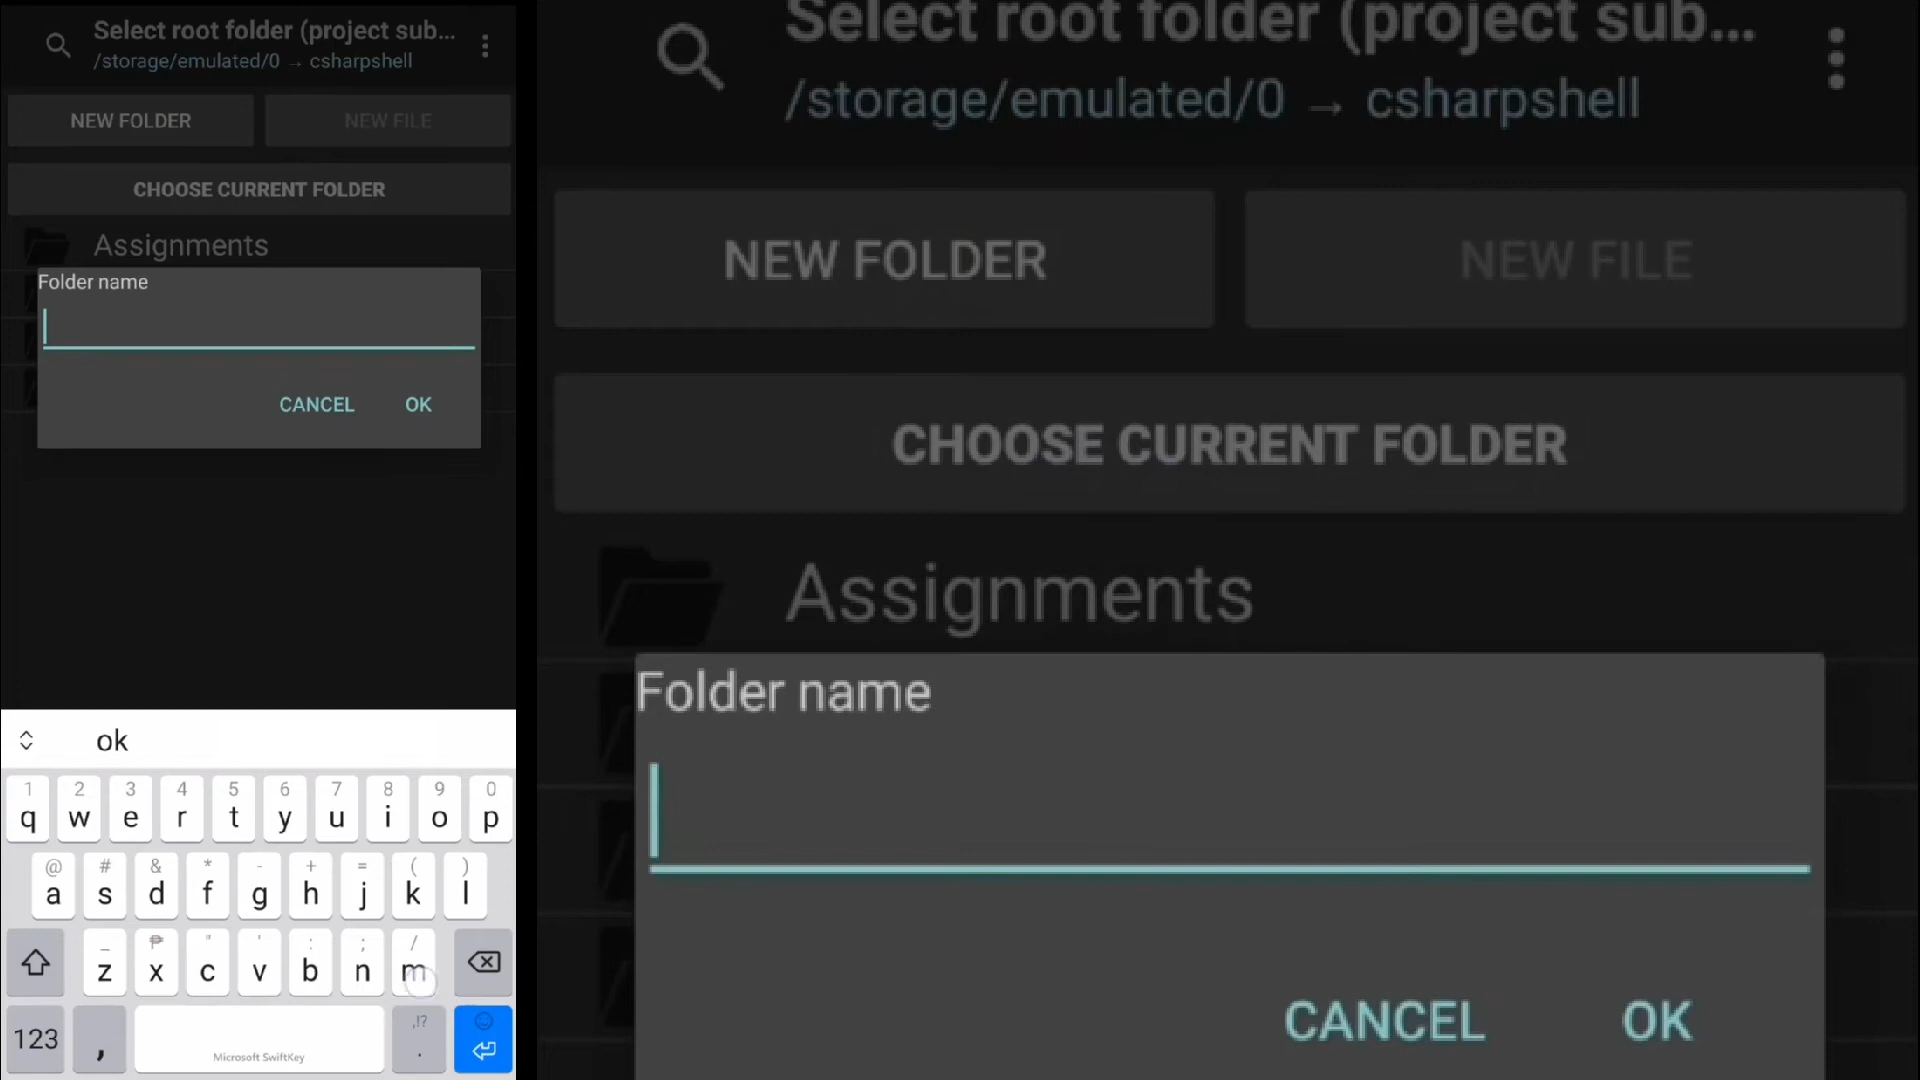 Select root folder (project sub...
/storage/emulated/0 → csharpshell
NEW FOLDER
NEW FILE
CHOOSE CURRENT FOLDER
Assignments
Folder name
CANCEL
OK
ok
1 2 3 4 5 6 7 8 9 0
q w e r t y u i o p
@ # & * - + = ( )
a s d f g h j k l
_ ₱ " ' : ; /
z x c v b n m
123 , Microsoft SwiftKey ,!? .
Select root folder (project sub...
/storage/emulated/0 → csharpshell
NEW FOLDER
NEW FILE
CHOOSE CURRENT FOLDER
Assignments
Folder name
CANCEL
OK